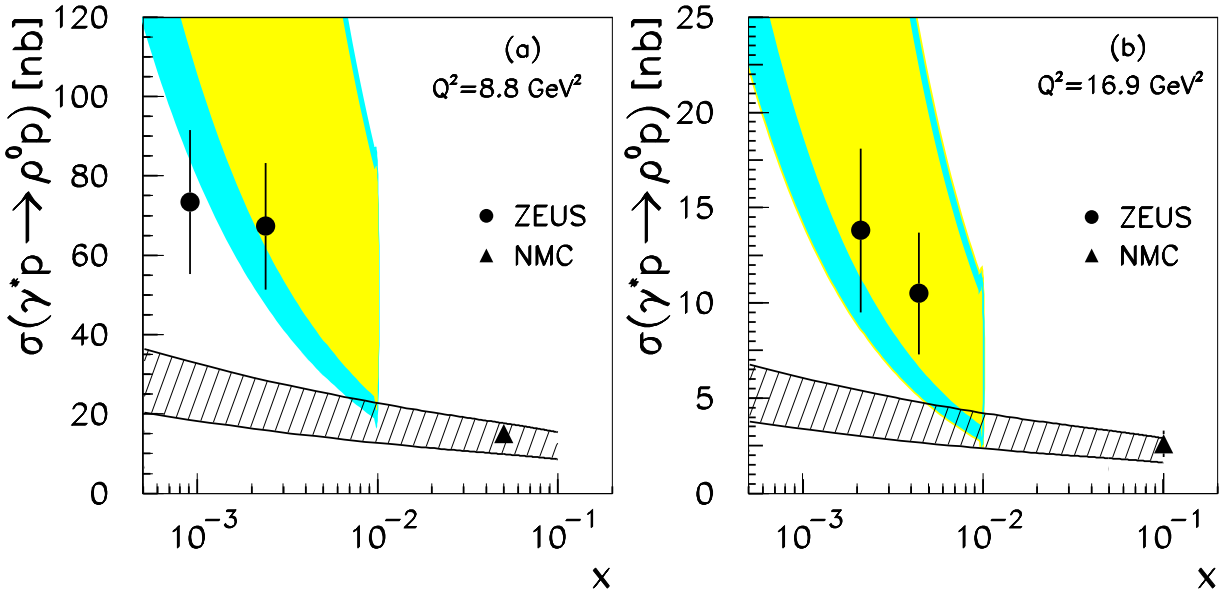 σ(γ*p → ρ⁰p) [nb]
120
100
80
60
40
20
0
(a)
Q²=8.8 GeV²
ZEUS
NMC
10⁻³
10⁻²
10⁻¹
x
σ(γ*p → ρ⁰p) [nb]
25
20
15
10
5
0
(b)
Q²=16.9 GeV²
ZEUS
NMC
10⁻³
10⁻²
10⁻¹
x